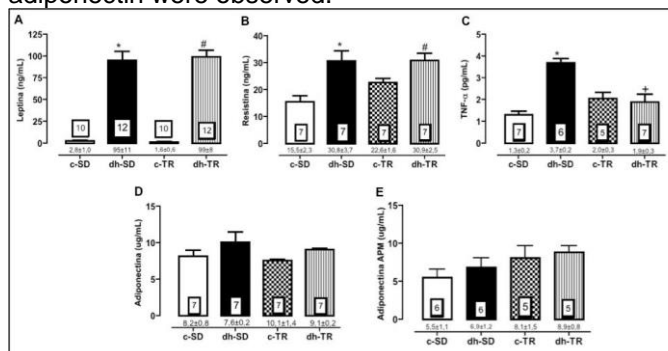 adiponectin were observed.
A
B
C
Leptina (ng/mL)
125
100
75
50
25
0
*
#
10
12
10
12
2,8±1,0
95±11
1,6±0,6
99±8
c-SD
dh-SD
c-TR
dh-TR
Resistina (ng/mL)
40
30
20
10
0
*
#
7
7
7
7
15,5±2,3
30,8±3,7
22,6±1,6
30,9±2,5
c-SD
dh-SD
c-TR
dh-TR
TNF-α (pg/mL)
5
4
3
2
1
0
*
+
7
6
5
7
1,3±0,2
3,7±0,2
2,0±0,3
1,9±0,3
c-SD
dh-SD
c-TR
dh-TR
D
E
Adiponectina (ug/mL)
15
10
5
0
7
7
7
7
8,2±0,8
7,6±0,2
10,1±1,4
9,1±0,2
c-SD
dh-SD
c-TR
dh-TR
Adiponectina APM (ug/mL)
15
10
5
0
6
6
5
5
5,5±1,1
6,9±1,2
8,1±1,5
8,9±0,8
c-SD
dh-SD
c-TR
dh-TR